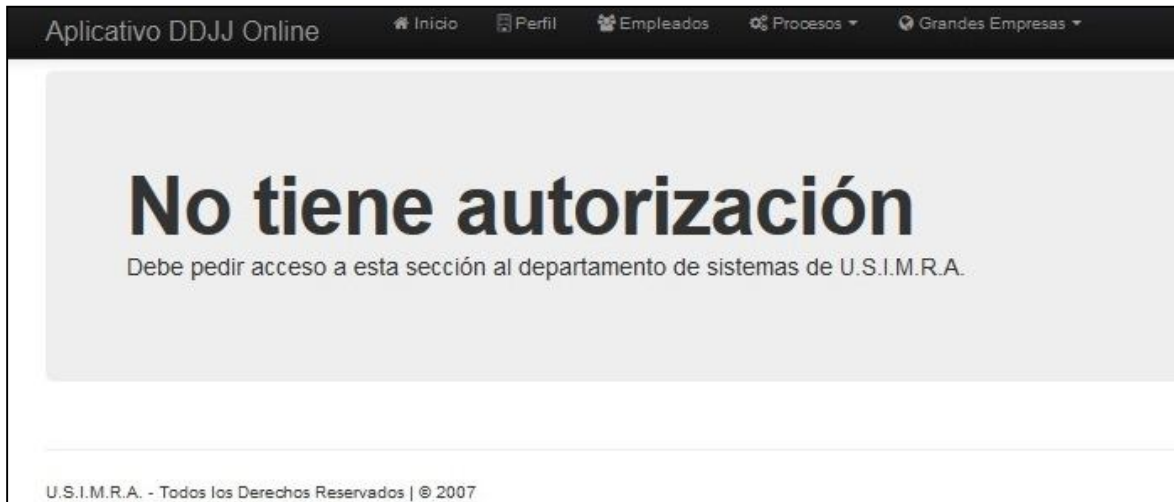 Aplicativo DDJJ Online Inicio Perfil Empleados Procesos Grandes Empresas
No tiene autorización
Debe pedir acceso a esta sección al departamento de sistemas de U.S.I.M.R.A.
U.S.I.M.R.A. - Todos los Derechos Reservados | © 2007